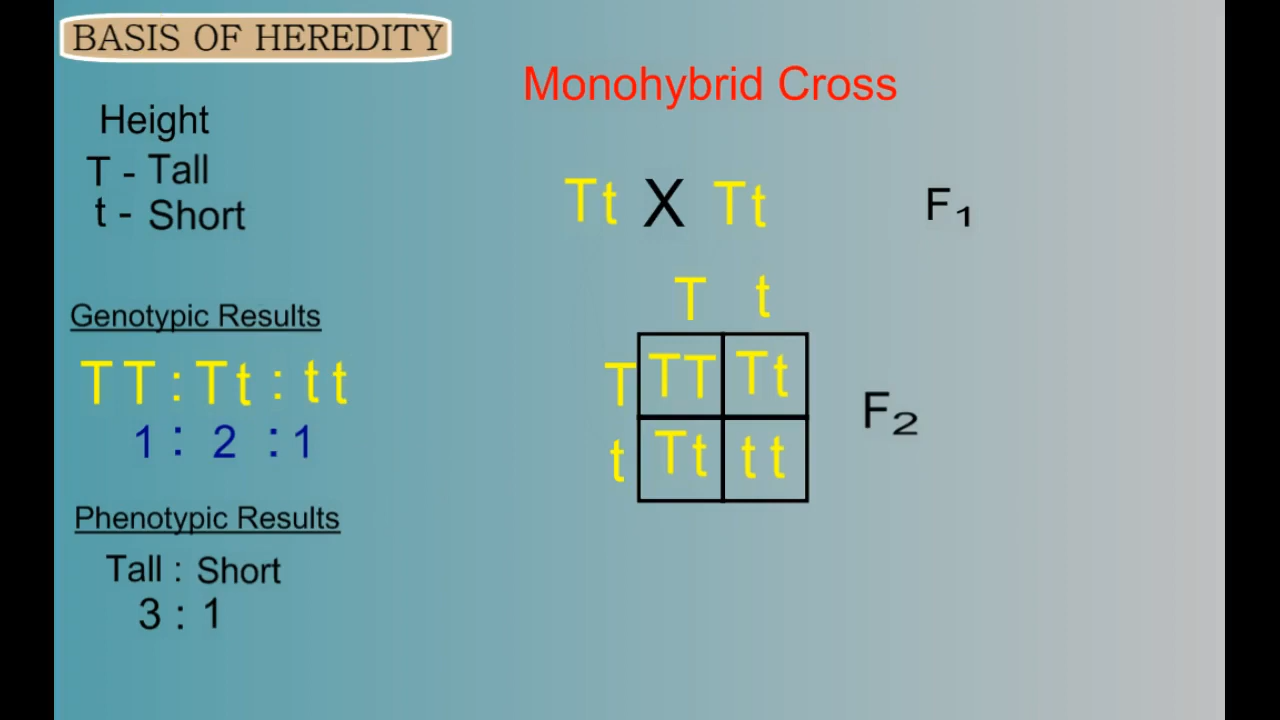 BASIS OF HEREDITY
Monohybrid Cross
Height
T - Tall
t - Short
Tt X Tt F₁
T t
T TT Tt
t Tt tt
F₂
Genotypic Results
TT : Tt : tt
1 : 2 : 1
Phenotypic Results
Tall : Short
3 : 1